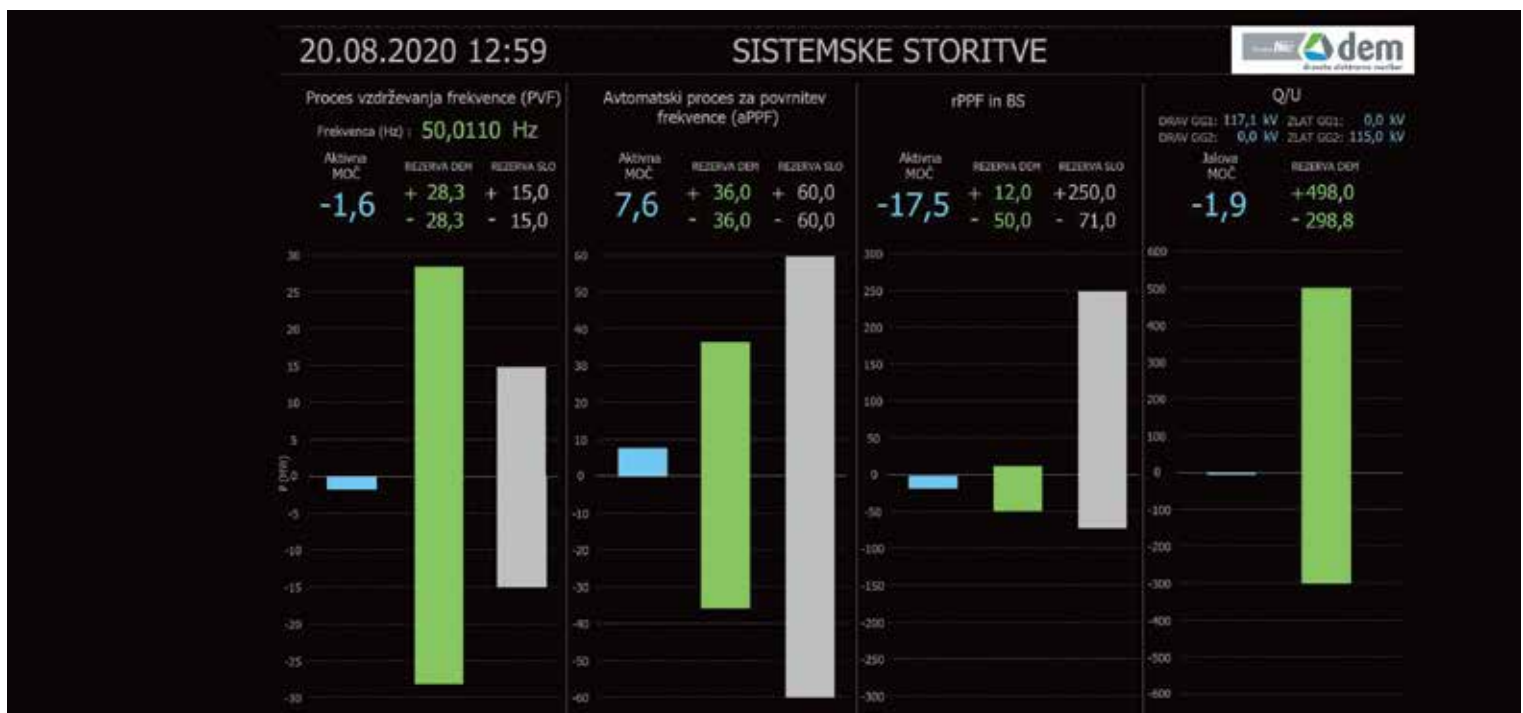 20.08.2020 12:59
SISTEMSKE STORITVE
dem
Proces vzdrževanja frekvence (PVF)
Frekvenca (Hz) : 50,0110 Hz
Aktivna
MOČ
REZERVA DEM
REZERVA SLO
-1,6
+ 28,3
+ 15,0
- 28,3
- 15,0
30
25
20
15
10
5
0
-5
-10
-15
-20
-25
-30
P (MW)
Avtomatski proces za povrnitev
frekvence (aPPF)
Aktivna
MOČ
REZERVA DEM
REZERVA SLO
7,6
+ 36,0
+ 60,0
- 36,0
- 60,0
60
50
40
30
20
10
0
-10
-20
-30
-40
-50
-60
rPPF in BS
Aktivna
MOČ
REZERVA DEM
REZERVA SLO
-17,5
+ 12,0
+250,0
- 50,0
- 71,0
300
250
200
150
100
50
0
-50
-100
-150
-200
-250
-300
Q/U
DRAV GG1: 117,1 kV ZLAT GG1: 0,0 kV
DRAV GG2: 0,0 kV ZLAT GG2: 115,0 kV
Jalova
MOČ
REZERVA DEM
-1,9
+498,0
- 298,8
600
500
400
300
200
100
0
-100
-200
-300
-400
-500
-600